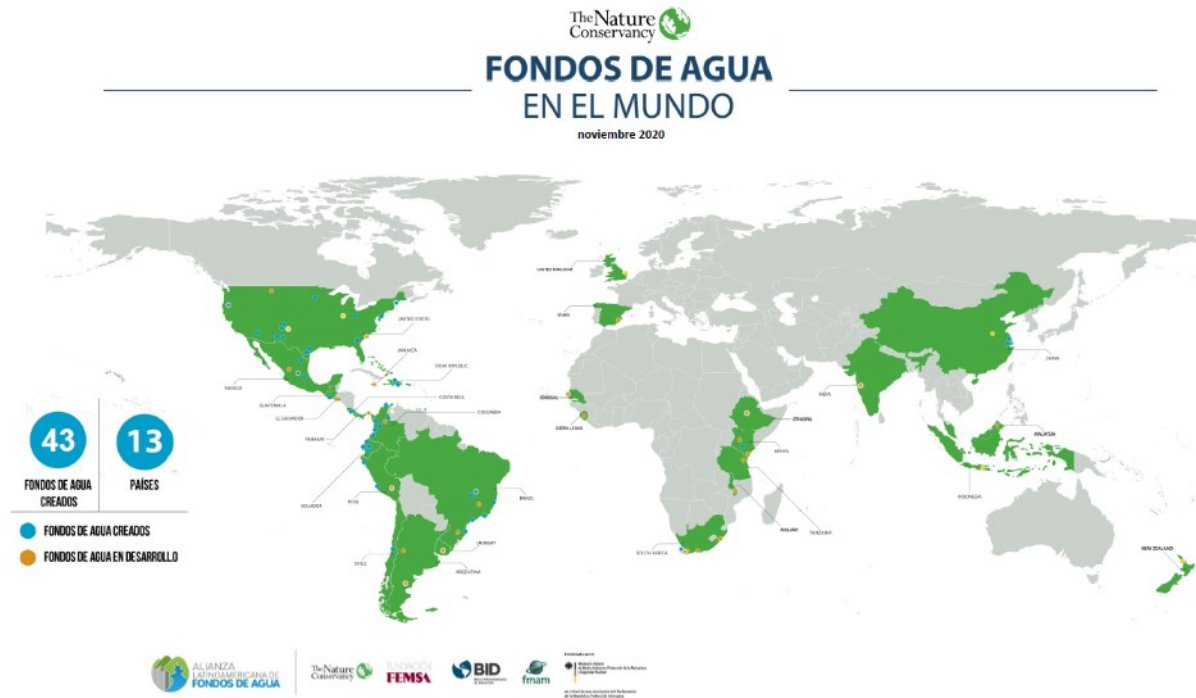 The Nature
Conservancy
FONDOS DE AGUA
EN EL MUNDO
noviembre 2020
UNITED KINGDOM
SPAIN
UNITED STATES
JAMAICA
MEXICO
GUATEMALA
EL SALVADOR
COSTA RICA
COLOMBIA
PANAMA
ECUADOR
PERU
BRAZIL
CHILE
URUGUAY
ARGENTINA
SENEGAL
SIERRA LEONE
ETHIOPIA
KENYA
TANZANIA
MALAWI
SOUTH AFRICA
INDIA
CHINA
MALAYSIA
INDONESIA
NEW ZEALAND
43
FONDOS DE AGUA
CREADOS
13
PAÍSES
FONDOS DE AGUA CREADOS
FONDOS DE AGUA EN DESARROLLO
ALIANZA
LATINOAMERICANA DE
FONDOS DE AGUA
The Nature
Conservancy
FUNDACIÓN
FEMSA
BID
fmam